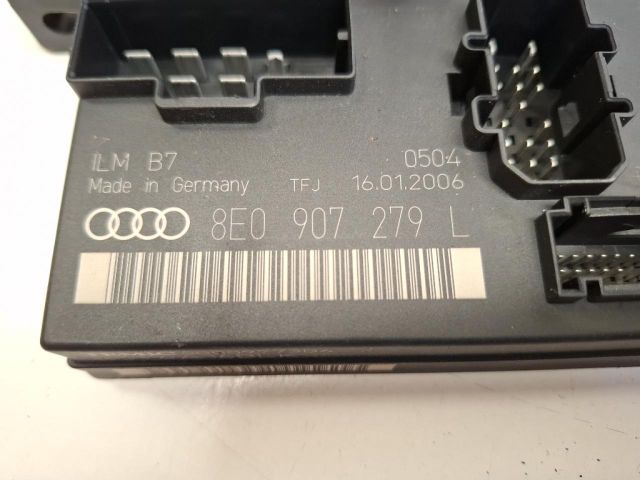 ILM B7 0504
Made in Germany TFJ 16.01.2006
8E0 907 279 L